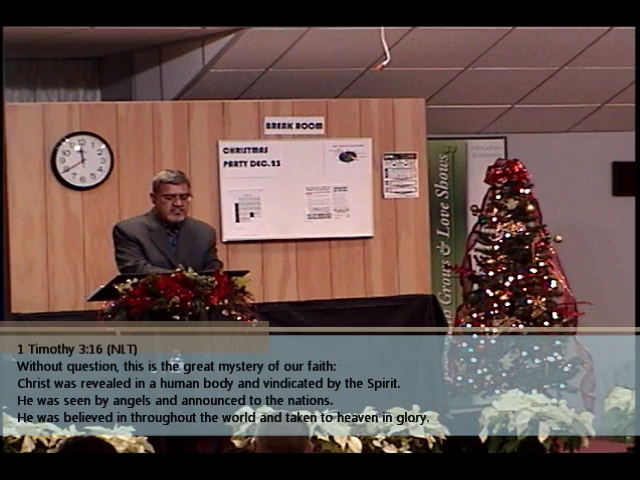 BREAK ROOM
CHRISTMAS
PARTY DEC. 25
Grows & Love Shows
1 Timothy 3:16 (NLT)
Without question, this is the great mystery of our faith:
Christ was revealed in a human body and vindicated by the Spirit.
He was seen by angels and announced to the nations.
He was believed in throughout the world and taken to heaven in glory.